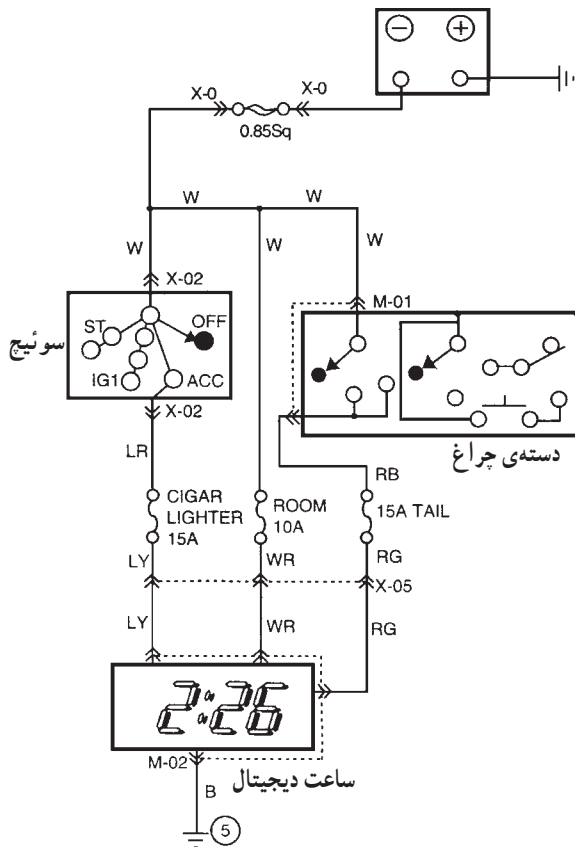 − +
X-0 X-0
0.85Sq
W W
W W W
X-02 M-01
ST OFF
سوئیچ
IG1 ACC
X-02
دسته‌ی چراغ
LR RB
CIGAR LIGHTER 15A
ROOM 10A
15A TAIL
LY WR RG
X-05
LY WR RG
2:26
M-02 ساعت دیجیتال
B
5